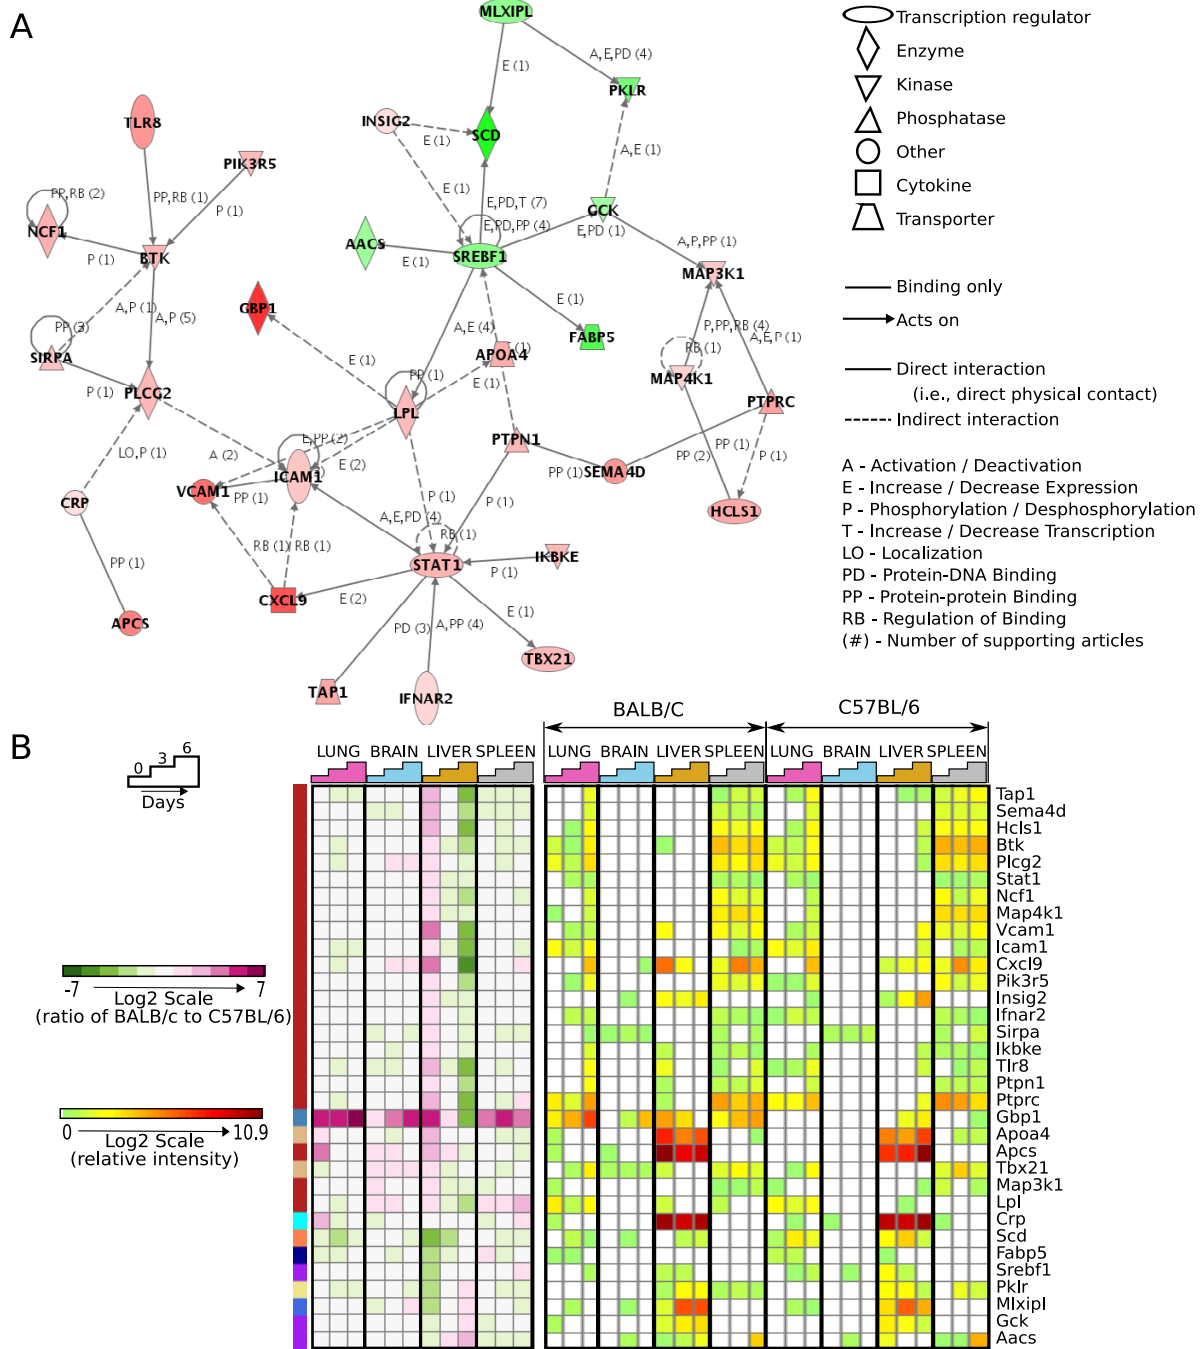 A
MLXIPL
Transcription regulator
A,E,PD (4)
Enzyme
E (1)
PKLR
Kinase
TLR8
INSIG2
SCD
Phosphatase
E (1)
PIK3R5
A,E (1)
Other
PP,RB (2)
PP,RB (1)
E (1)
Cytokine
P (1)
E,PD,T (7)
GCK
NCF1
E,PD,PP (4)
E,PD (1)
Transporter
AACS
A,P,PP (1)
BTK
P (1)
E (1)
SREBF1
MAP3K1
Binding only
GBP1
E (1)
A,P (1)
A,P (5)
Acts on
PP (3)
A,E (4)
FABP5
P,PP,RB (4)
A,E,P (1)
SIRPA
E (1)
APOA4
RB (1)
Direct interaction
P (1)
PLCG2
PP (1)
E (1)
MAP4K1
(i.e., direct physical contact)
LPL
PTPRC
Indirect interaction
E,PP (2)
PTPN1
PP (1)
LO,P (1)
A (2)
E (2)
PP (2)
P (1)
A - Activation / Deactivation
ICAM1
PP (1)
SEMA4D
E - Increase / Decrease Expression
VCAM1
PP (1)
P (1)
P (1)
CRP
HCLS1
P - Phosphorylation / Desphosphorylation
A,E,PD (4)
T - Increase / Decrease Transcription
RB (1)
RB (1)
RB (1)
IKBKE
LO - Localization
PP (1)
STAT1
P (1)
PD - Protein-DNA Binding
CXCL9
E (2)
PP - Protein-protein Binding
APCS
PD (3)
A,PP (4)
E (1)
RB - Regulation of Binding
(#) - Number of supporting articles
TBX21
TAP1
IFNAR2
BALB/C
C57BL/6
B
0 3 6
Days
LUNG BRAIN LIVER SPLEEN
LUNG BRAIN LIVER SPLEEN LUNG BRAIN LIVER SPLEEN
Tap1
Sema4d
Hcls1
Btk
Plcg2
Stat1
Ncf1
Map4k1
Vcam1
Icam1
Cxcl9
Pik3r5
Insig2
Ifnar2
Sirpa
Ikbke
Tlr8
Ptpn1
Ptprc
Gbp1
Apoa4
Apcs
Tbx21
Map3k1
Lpl
Crp
Scd
Fabp5
Srebf1
Pklr
Mlxipl
Gck
Aacs
-7 7
Log2 Scale
(ratio of BALB/c to C57BL/6)
0 10.9
Log2 Scale
(relative intensity)